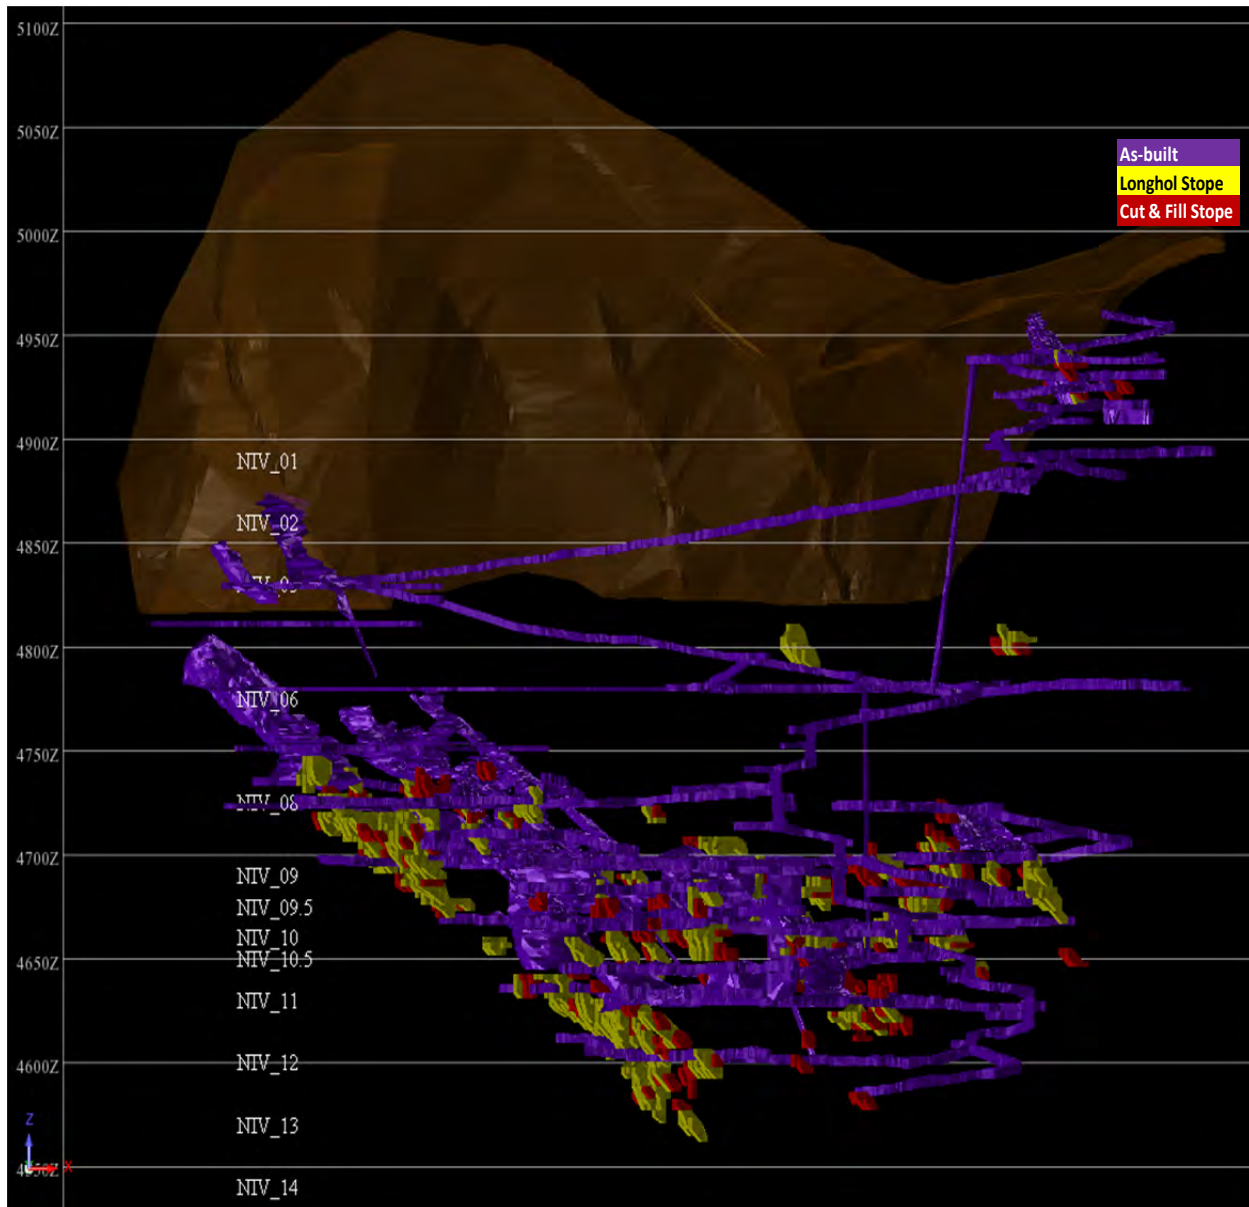 5100Z
5050Z
As-built
Longhol Stope
Cut & Fill Stope
5000Z
4950Z
4900Z
NIV_01
NIV_02
4850Z
4800Z
NIV_06
4750Z
NIV_08
4700Z
NIV_09
NIV_09.5
NIV_10
NIV_10.5
4650Z
NIV_11
4600Z
NIV_12
Z
NIV_13
X
NIV_14